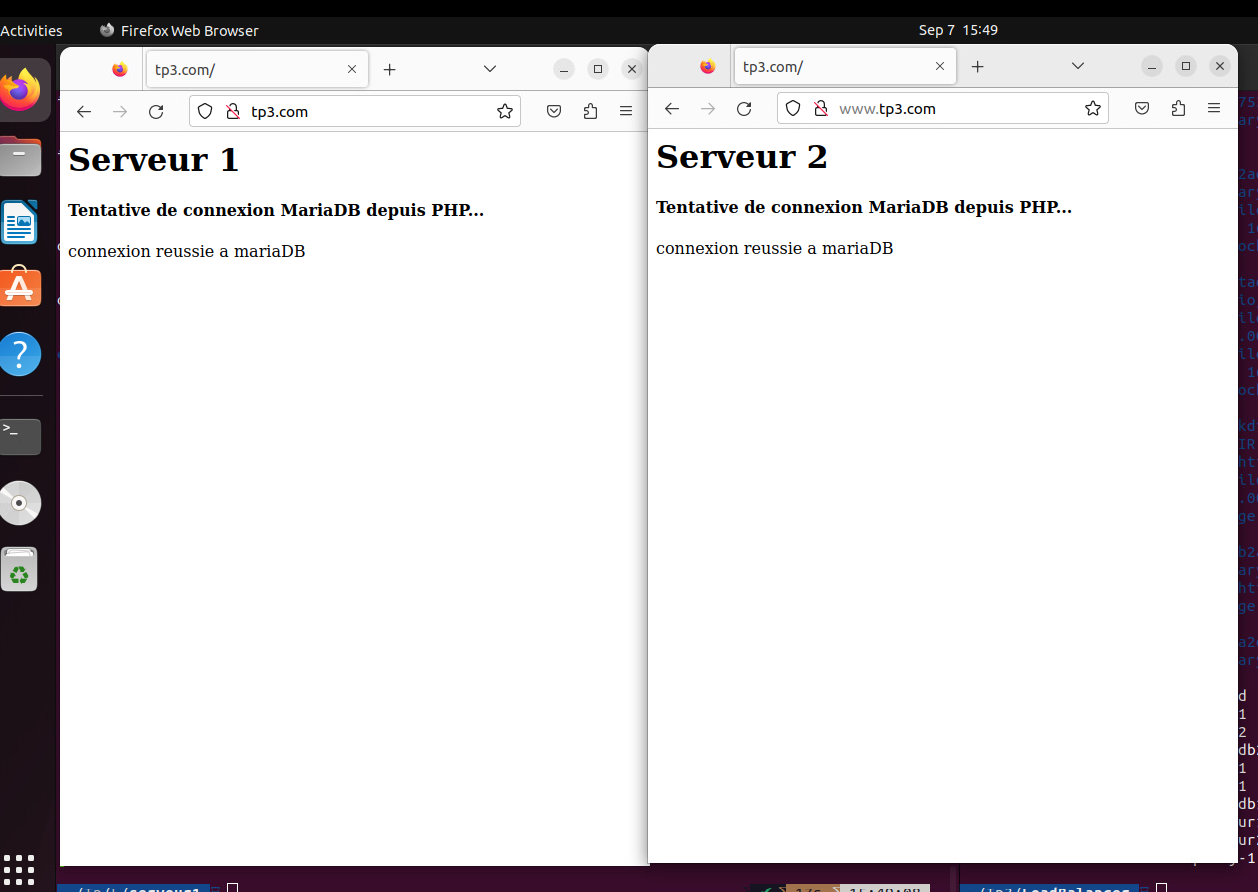 Activities
Firefox Web Browser
Sep 7 15:49
tp3.com/
tp3.com
Serveur 1
Tentative de connexion MariaDB depuis PHP...
connexion reussie a mariaDB
tp3.com/
www.tp3.com
Serveur 2
Tentative de connexion MariaDB depuis PHP...
connexion reussie a mariaDB